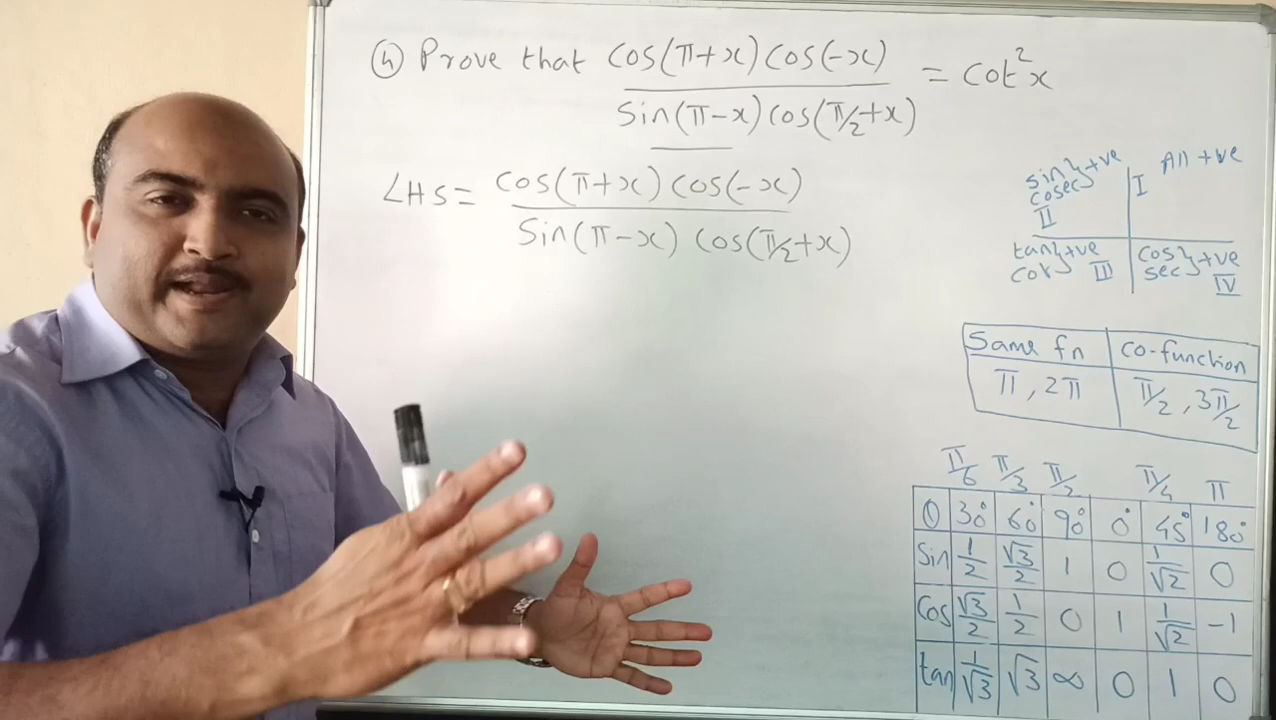 ④ Prove that cos(π+x) cos(-x)
sin(π-x) cos(π/2+x)
= cot²x
LHS = cos(π+x) cos(-x)
sin(π-x) cos(π/2+x)
sin } +ve
cosec
II
I All +ve
tan } +ve
cot III
cos } +ve
sec IV
Same fn co-function
π, 2π π/2, 3π/2
π/6 π/3 π/2 π/4 π
θ 30° 60° 90° 0° 45° 180°
Sin 1/2 √3/2 1 0 1/√2 0
Cos √3/2 1/2 0 1 1/√2 -1
tan 1/√3 √3 ∞ 0 1 0